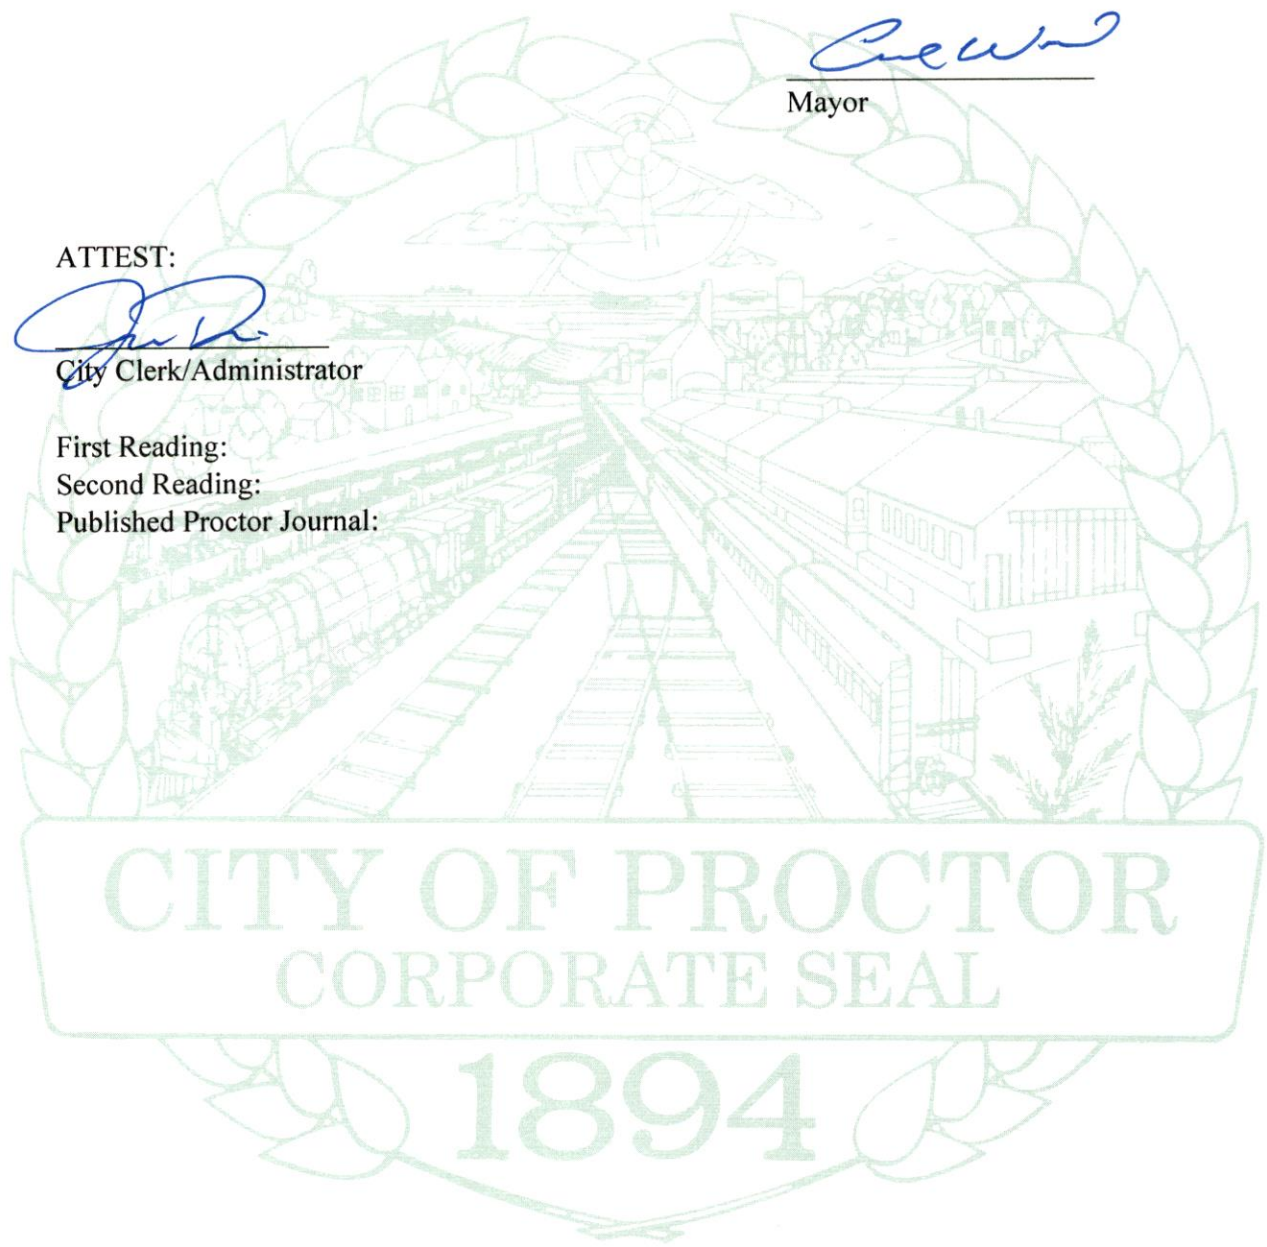 Mayor
ATTEST:
City Clerk/Administrator
First Reading:
Second Reading:
Published Proctor Journal:
CITY OF PROCTOR
CORPORATE SEAL
1894